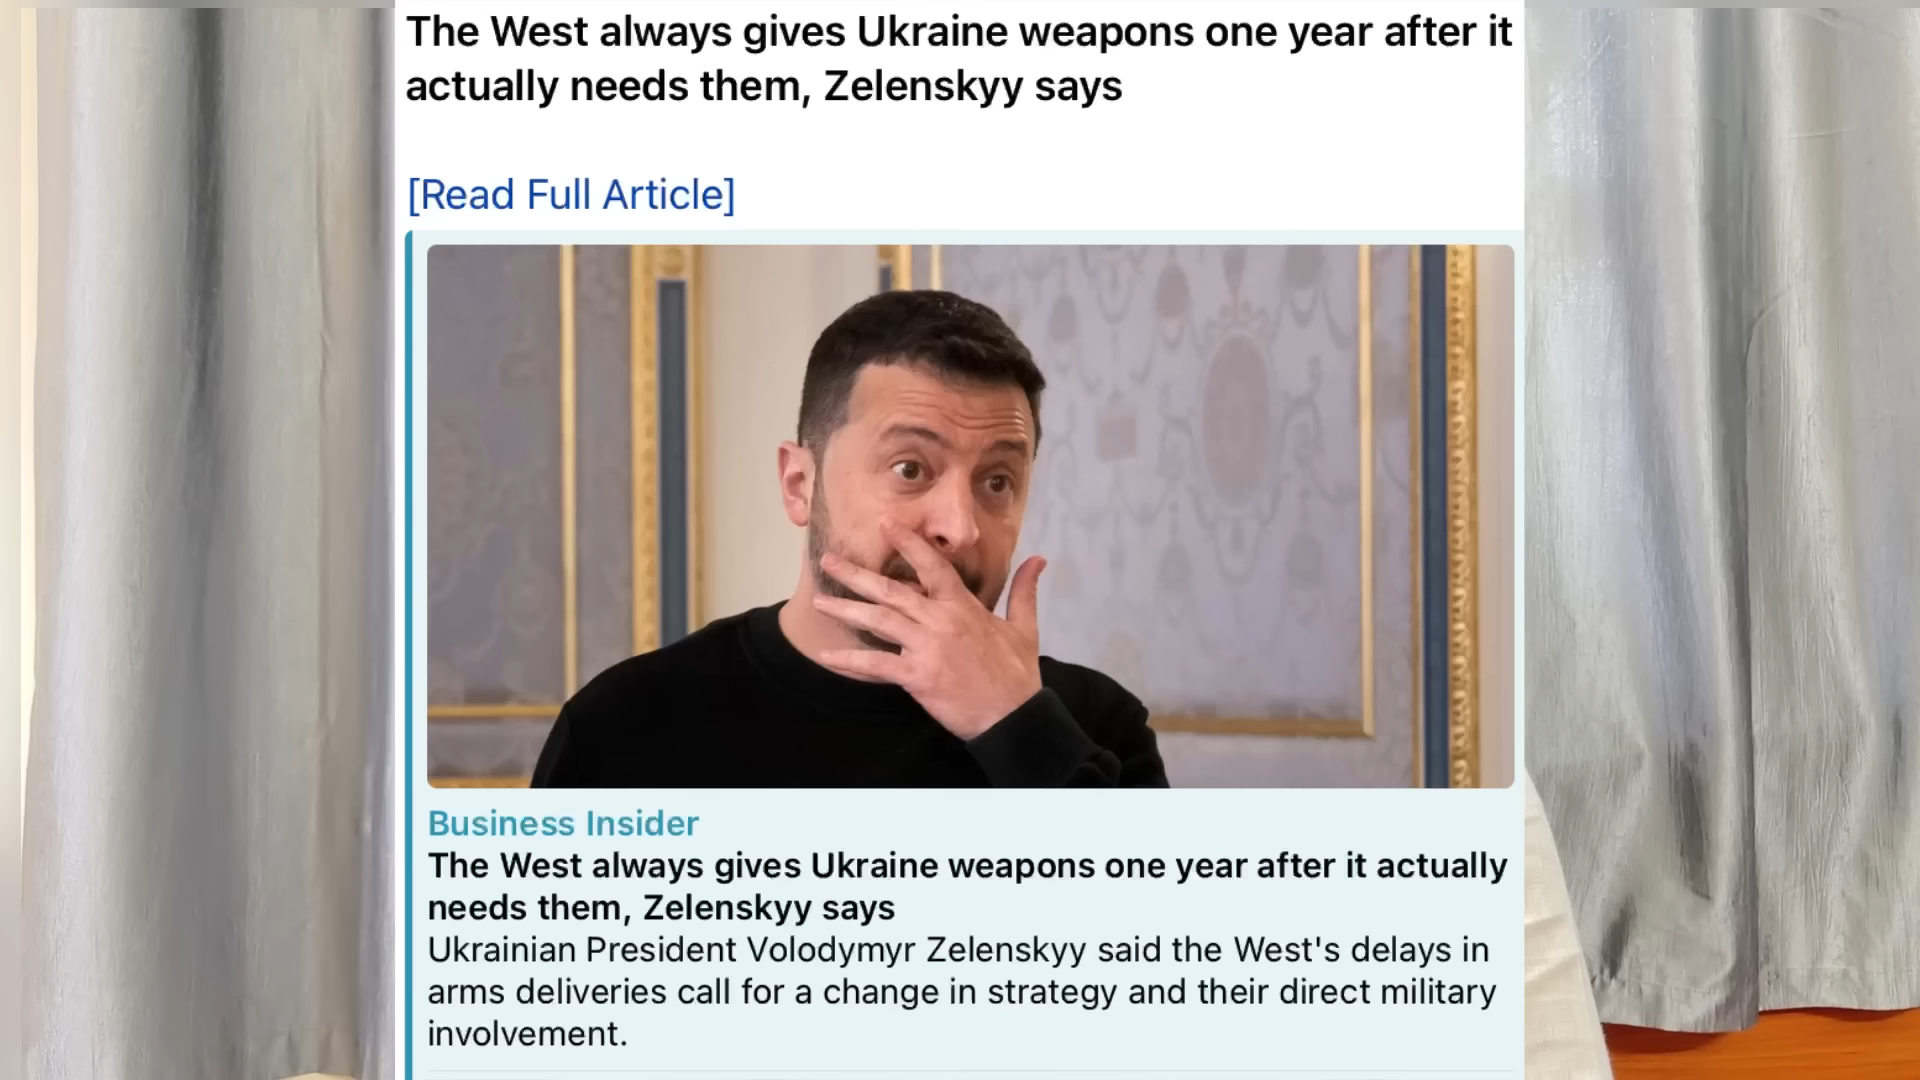 The West always gives Ukraine weapons one year after it
actually needs them, Zelenskyy says
[Read Full Article]
Business Insider
The West always gives Ukraine weapons one year after it actually
needs them, Zelenskyy says
Ukrainian President Volodymyr Zelenskyy said the West's delays in
arms deliveries call for a change in strategy and their direct military
involvement.